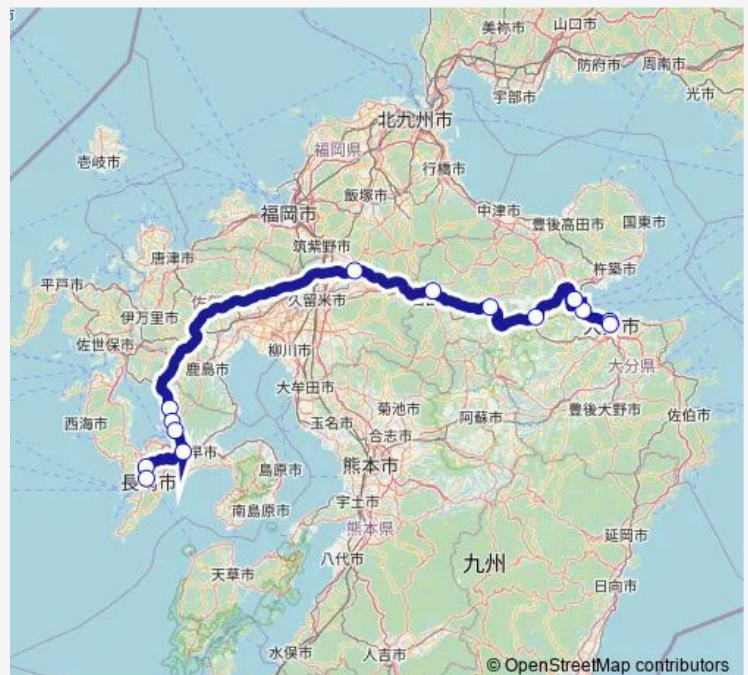 美祢市
山口市
防府市
周南市
光市
宇部市
北九州市
福岡県
壱岐市
行橋市
飯塚市
福岡市
中津市
豊後高田市
国東市
筑紫野市
唐津市
杵築市
平戸市
久留米市
伊万里市
佐世保市
柳川市
鹿島市
大分県
大牟田市
西海市
菊池市
阿蘇市
豊後大野市
佐伯市
玉名市
合志市
熊本市
島原市
宇土市
南島原市
熊本県
延岡市
八代市
九州
天草市
日向市
水俣市
人吉市
© OpenStreetMap contributors